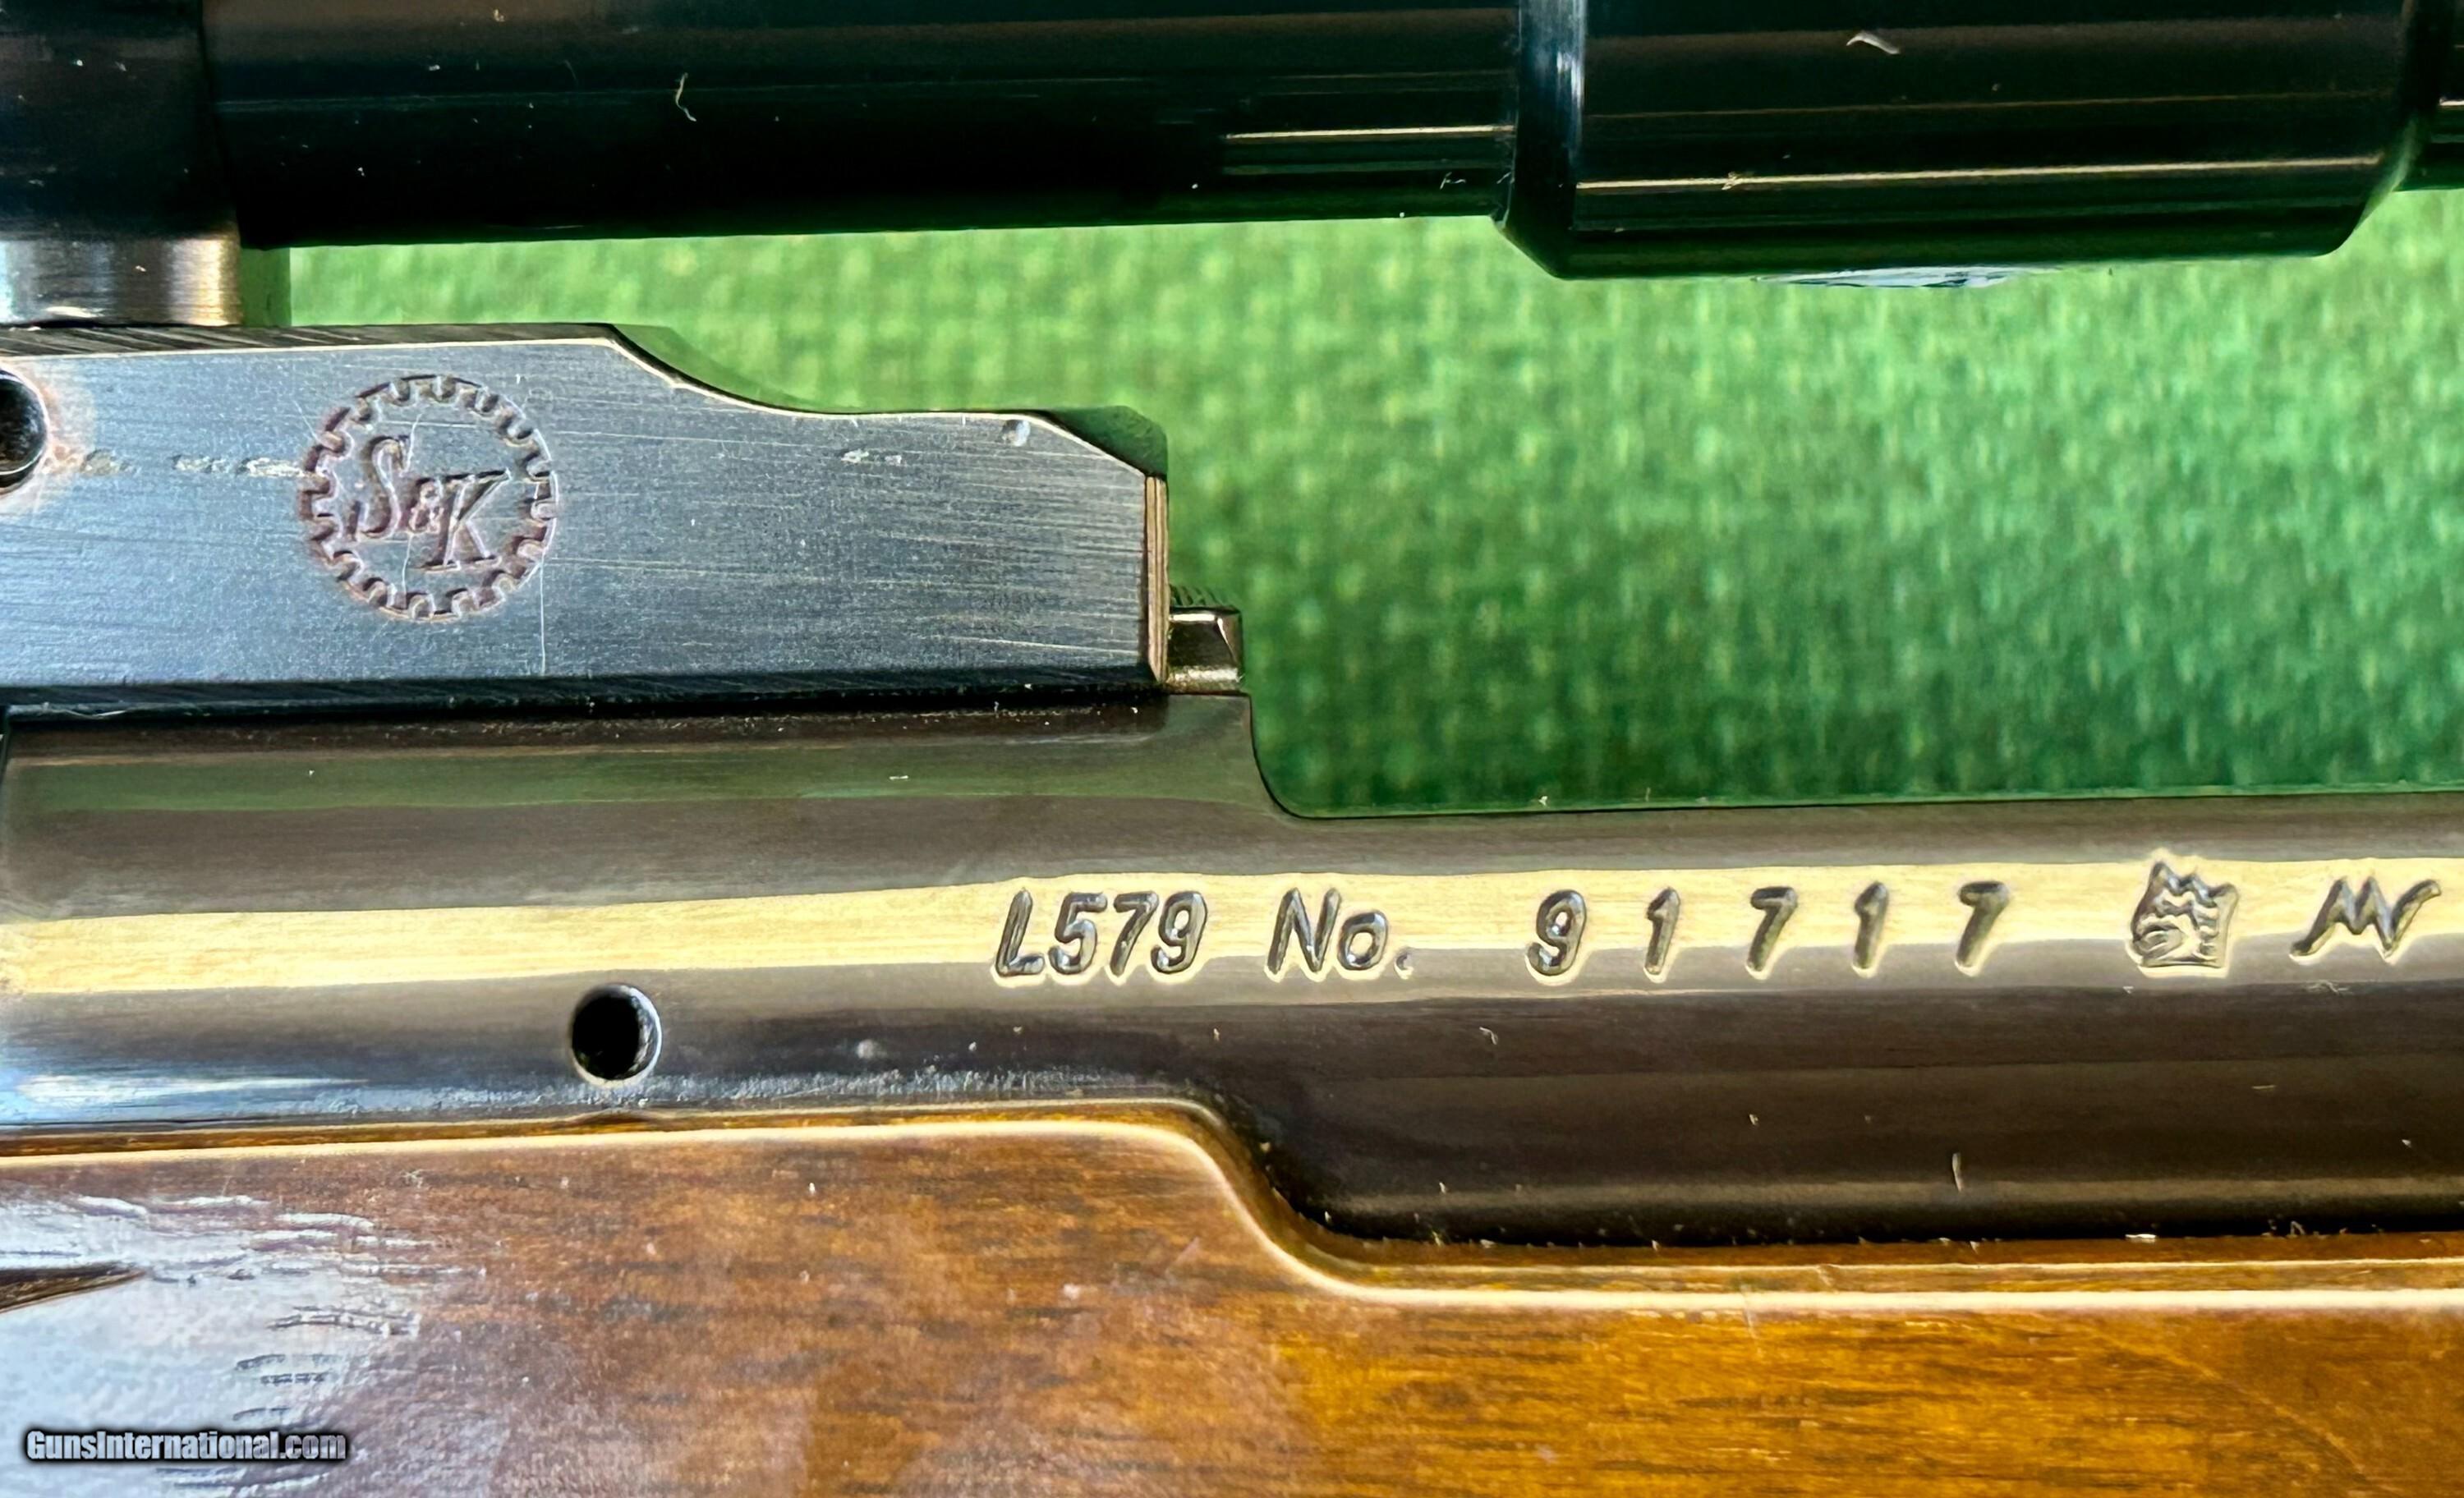 S&K
L579 No. 91717
GunsInternational.com